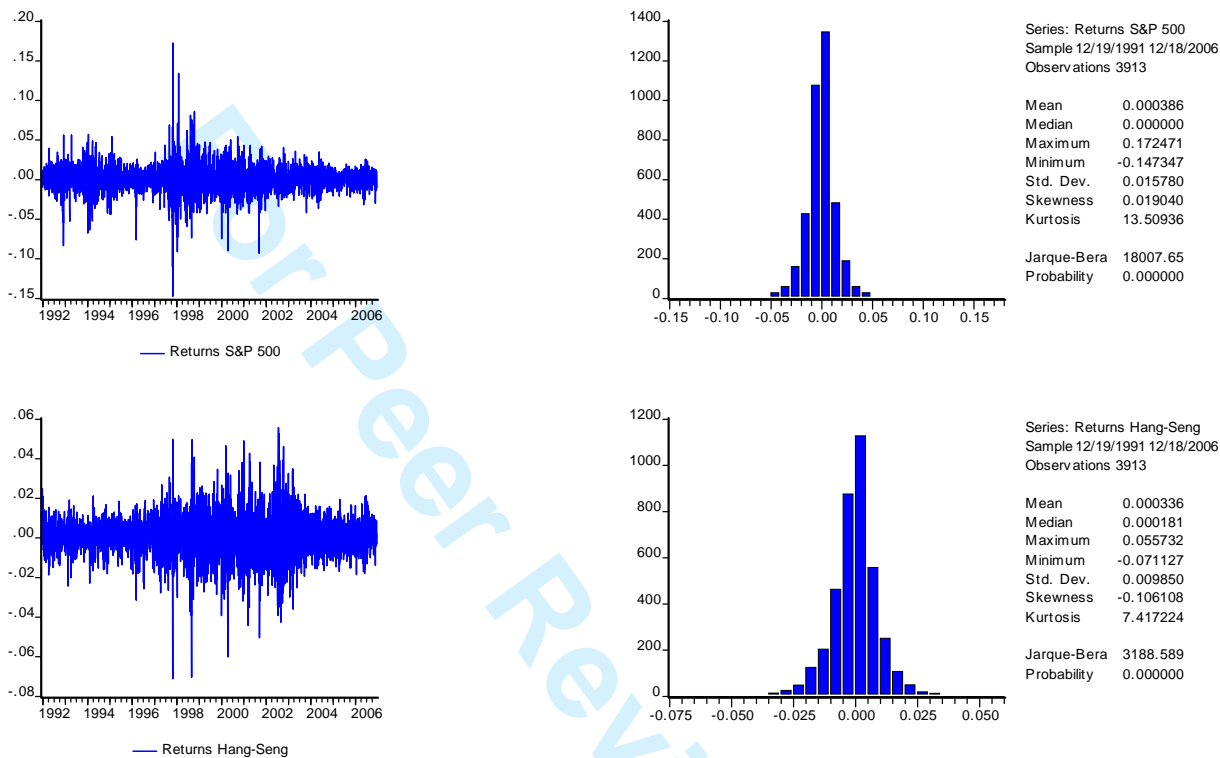 .20
.15
.10
.05
.00
-.05
-.10
-.15
1992 1994 1996 1998 2000 2002 2004 2006
Returns S&P 500
1400
1200
1000
800
600
400
200
0
-0.15 -0.10 -0.05 0.00 0.05 0.10 0.15
Series: Returns S&P 500
Sample 12/19/1991 12/18/2006
Observations 3913
Mean 0.000386
Median 0.000000
Maximum 0.172471
Minimum -0.147347
Std. Dev. 0.015780
Skewness 0.019040
Kurtosis 13.50936
Jarque-Bera 18007.65
Probability 0.000000
.06
.04
.02
.00
-.02
-.04
-.06
-.08
1992 1994 1996 1998 2000 2002 2004 2006
Returns Hang-Seng
1200
1000
800
600
400
200
0
-0.075 -0.050 -0.025 0.000 0.025 0.050
Series: Returns Hang-Seng
Sample 12/19/1991 12/18/2006
Observations 3913
Mean 0.000336
Median 0.000181
Maximum 0.055732
Minimum -0.071127
Std. Dev. 0.009850
Skewness -0.106108
Kurtosis 7.417224
Jarque-Bera 3188.589
Probability 0.000000
For Peer Revi